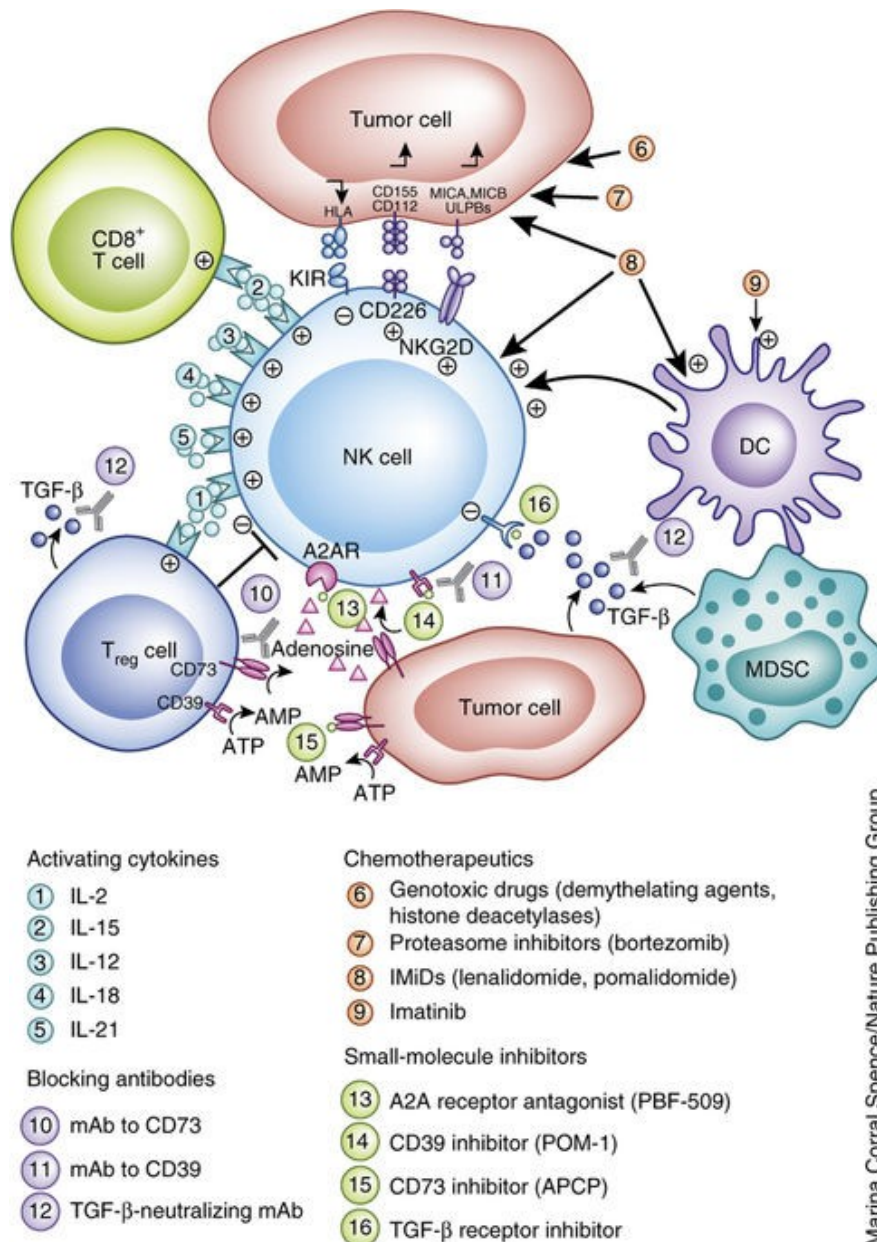 Tumor cell
6
7
HLA
CD155
CD112
MICA,MICB
ULPBs
CD8+
T cell
+
2
KIR
8
9
3
−
CD226
+
NKG2D
+
4
5
1
NK cell
DC
12
TGF-β
16
12
A2AR
10
11
13
14
TGF-β
Treg cell
CD73
Adenosine
CD39
AMP
ATP
15
AMP
ATP
Tumor cell
MDSC
Activating cytokines
1 IL-2
2 IL-15
3 IL-12
4 IL-18
5 IL-21
Blocking antibodies
10 mAb to CD73
11 mAb to CD39
12 TGF-β-neutralizing mAb
Chemotherapeutics
6 Genotoxic drugs (demythelating agents,
histone deacetylases)
7 Proteasome inhibitors (bortezomib)
8 IMiDs (lenalidomide, pomalidomide)
9 Imatinib
Small-molecule inhibitors
13 A2A receptor antagonist (PBF-509)
14 CD39 inhibitor (POM-1)
15 CD73 inhibitor (APCP)
16 TGF-β receptor inhibitor
Marina Corral Spence/Nature Publishing Group